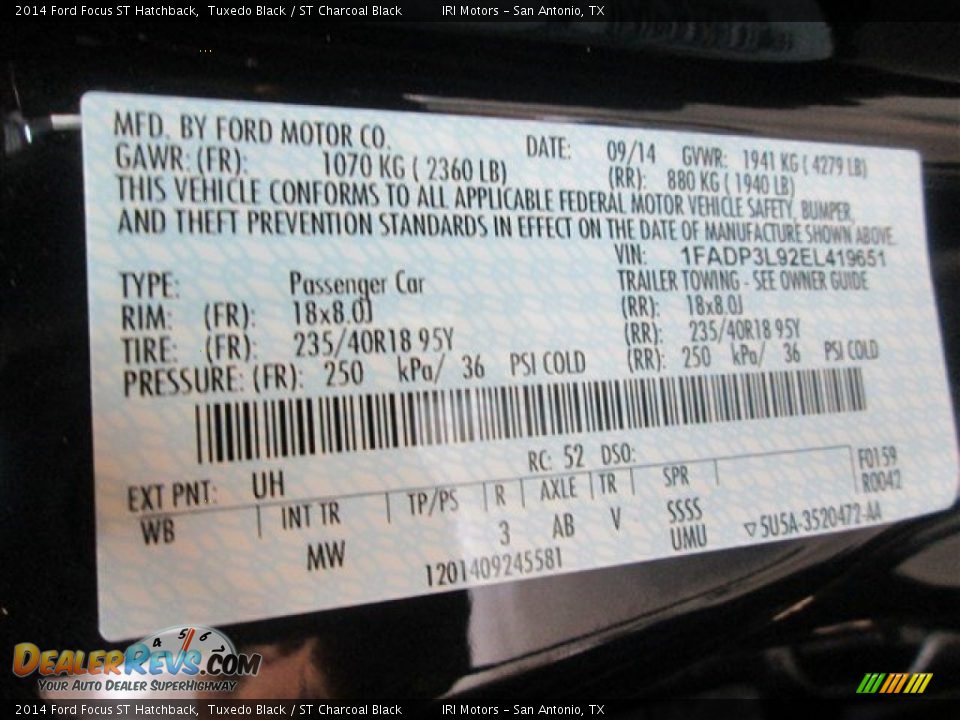 2014 Ford Focus ST Hatchback, Tuxedo Black / ST Charcoal Black IRI Motors - San Antonio, TX
MFD. BY FORD MOTOR CO. DATE: 09/14 GVWR: 1941 KG ( 4279 LB)
GAWR: (FR): 1070 KG ( 2360 LB) (RR): 880 KG ( 1940 LB)
THIS VEHICLE CONFORMS TO ALL APPLICABLE FEDERAL MOTOR VEHICLE SAFETY, BUMPER,
AND THEFT PREVENTION STANDARDS IN EFFECT ON THE DATE OF MANUFACTURE SHOWN ABOVE.
VIN: 1FADP3L92EL419651
TYPE: Passenger Car TRAILER TOWING - SEE OWNER GUIDE
RIM: (FR): 18x8.0J (RR): 18x8.0J
TIRE: (FR): 235/40R18 95Y (RR): 235/40R18 95Y
PRESSURE: (FR): 250 kPa/ 36 PSI COLD (RR): 250 kPa/ 36 PSI COLD
EXT PNT: UH RC: 52 DSO: F0159
R0042
WB INT TR TP/PS R AXLE TR SPR
MW 3 AB V SSSS
UMU
1201409245581 5U5A-3520472-AA
4 5 6
DEALERREVS.COM
YOUR AUTO DEALER SUPERHIGHWAY
2014 Ford Focus ST Hatchback, Tuxedo Black / ST Charcoal Black IRI Motors - San Antonio, TX